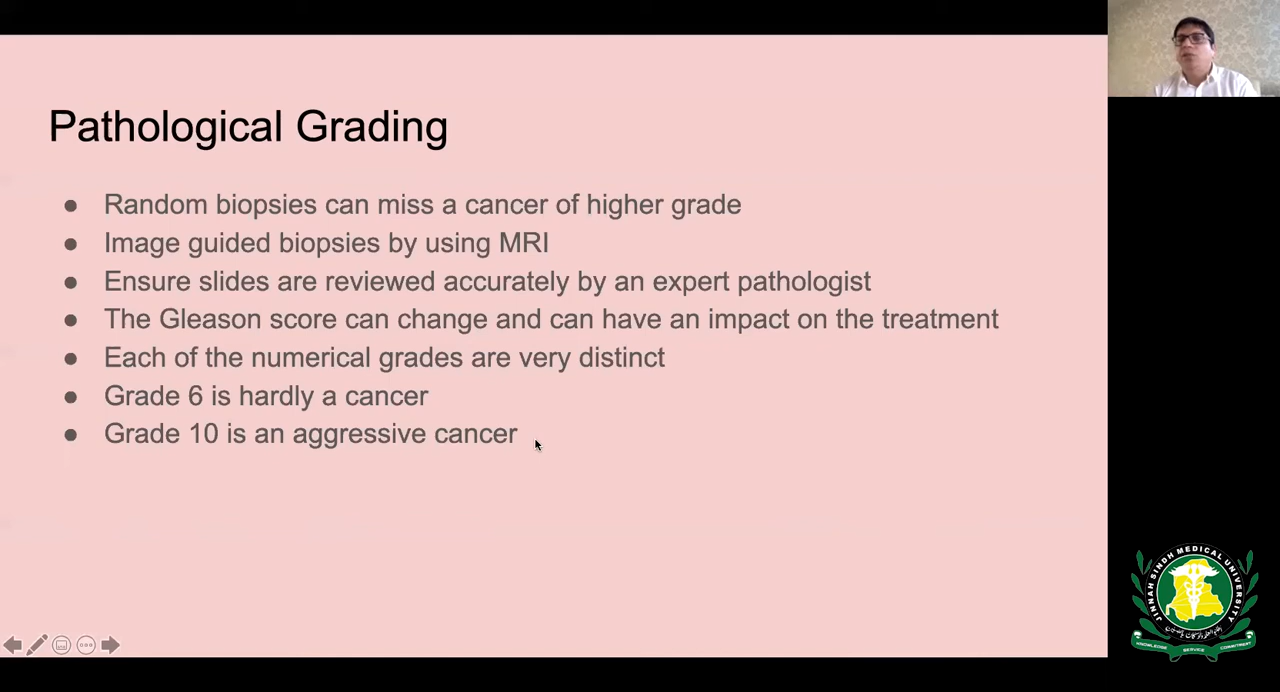 Pathological Grading
● Random biopsies can miss a cancer of higher grade
● Image guided biopsies by using MRI
● Ensure slides are reviewed accurately by an expert pathologist
● The Gleason score can change and can have an impact on the treatment
● Each of the numerical grades are very distinct
● Grade 6 is hardly a cancer
● Grade 10 is an aggressive cancer
JINNAH SINDH MEDICAL UNIVERSITY
KNOWLEDGE SERVICE COMMITMENT